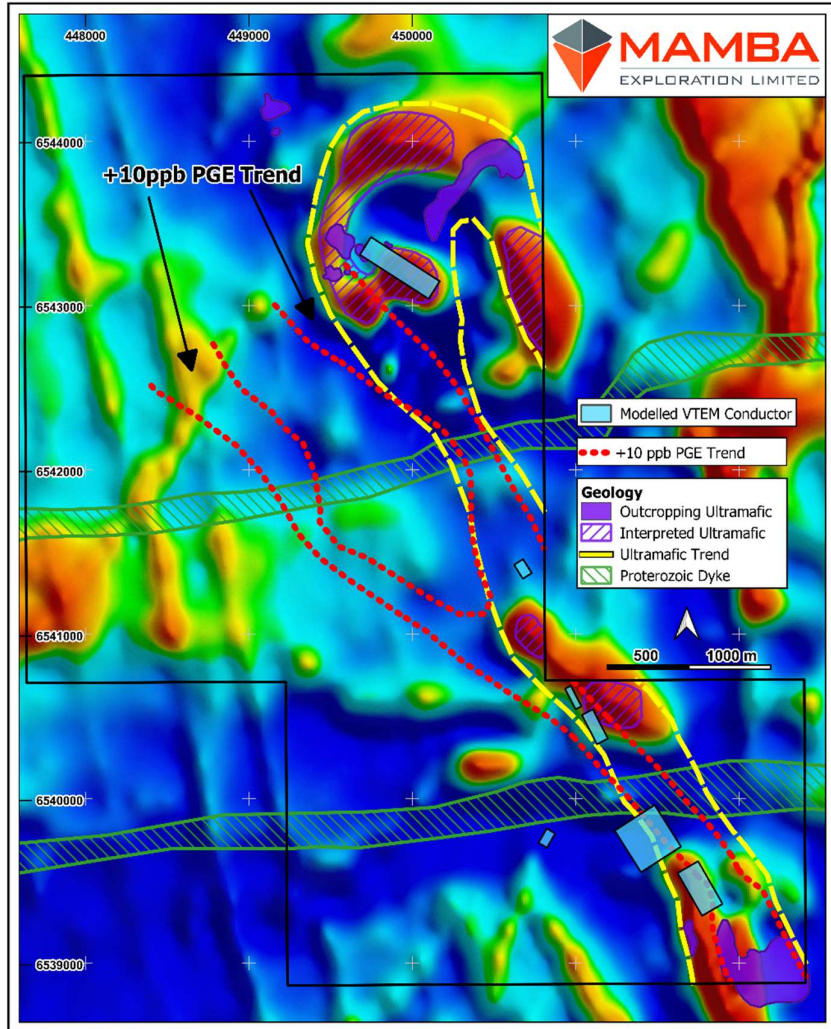 448000
449000
450000
MAMBA
EXPLORATION LIMITED
6544000
+10ppb PGE Trend
6543000
Modelled VTEM Conductor
+10 ppb PGE Trend
6542000
Geology
Outcropping Ultramafic
Interpreted Ultramafic
Ultramafic Trend
Proterozoic Dyke
6541000
500
1000 m
6540000
6539000